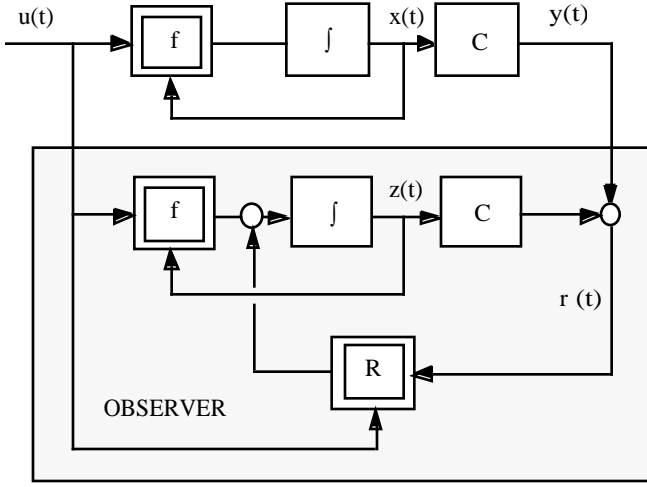 u(t)
f
∫
x(t)
C
y(t)
f
∫
z(t)
C
r (t)
R
OBSERVER